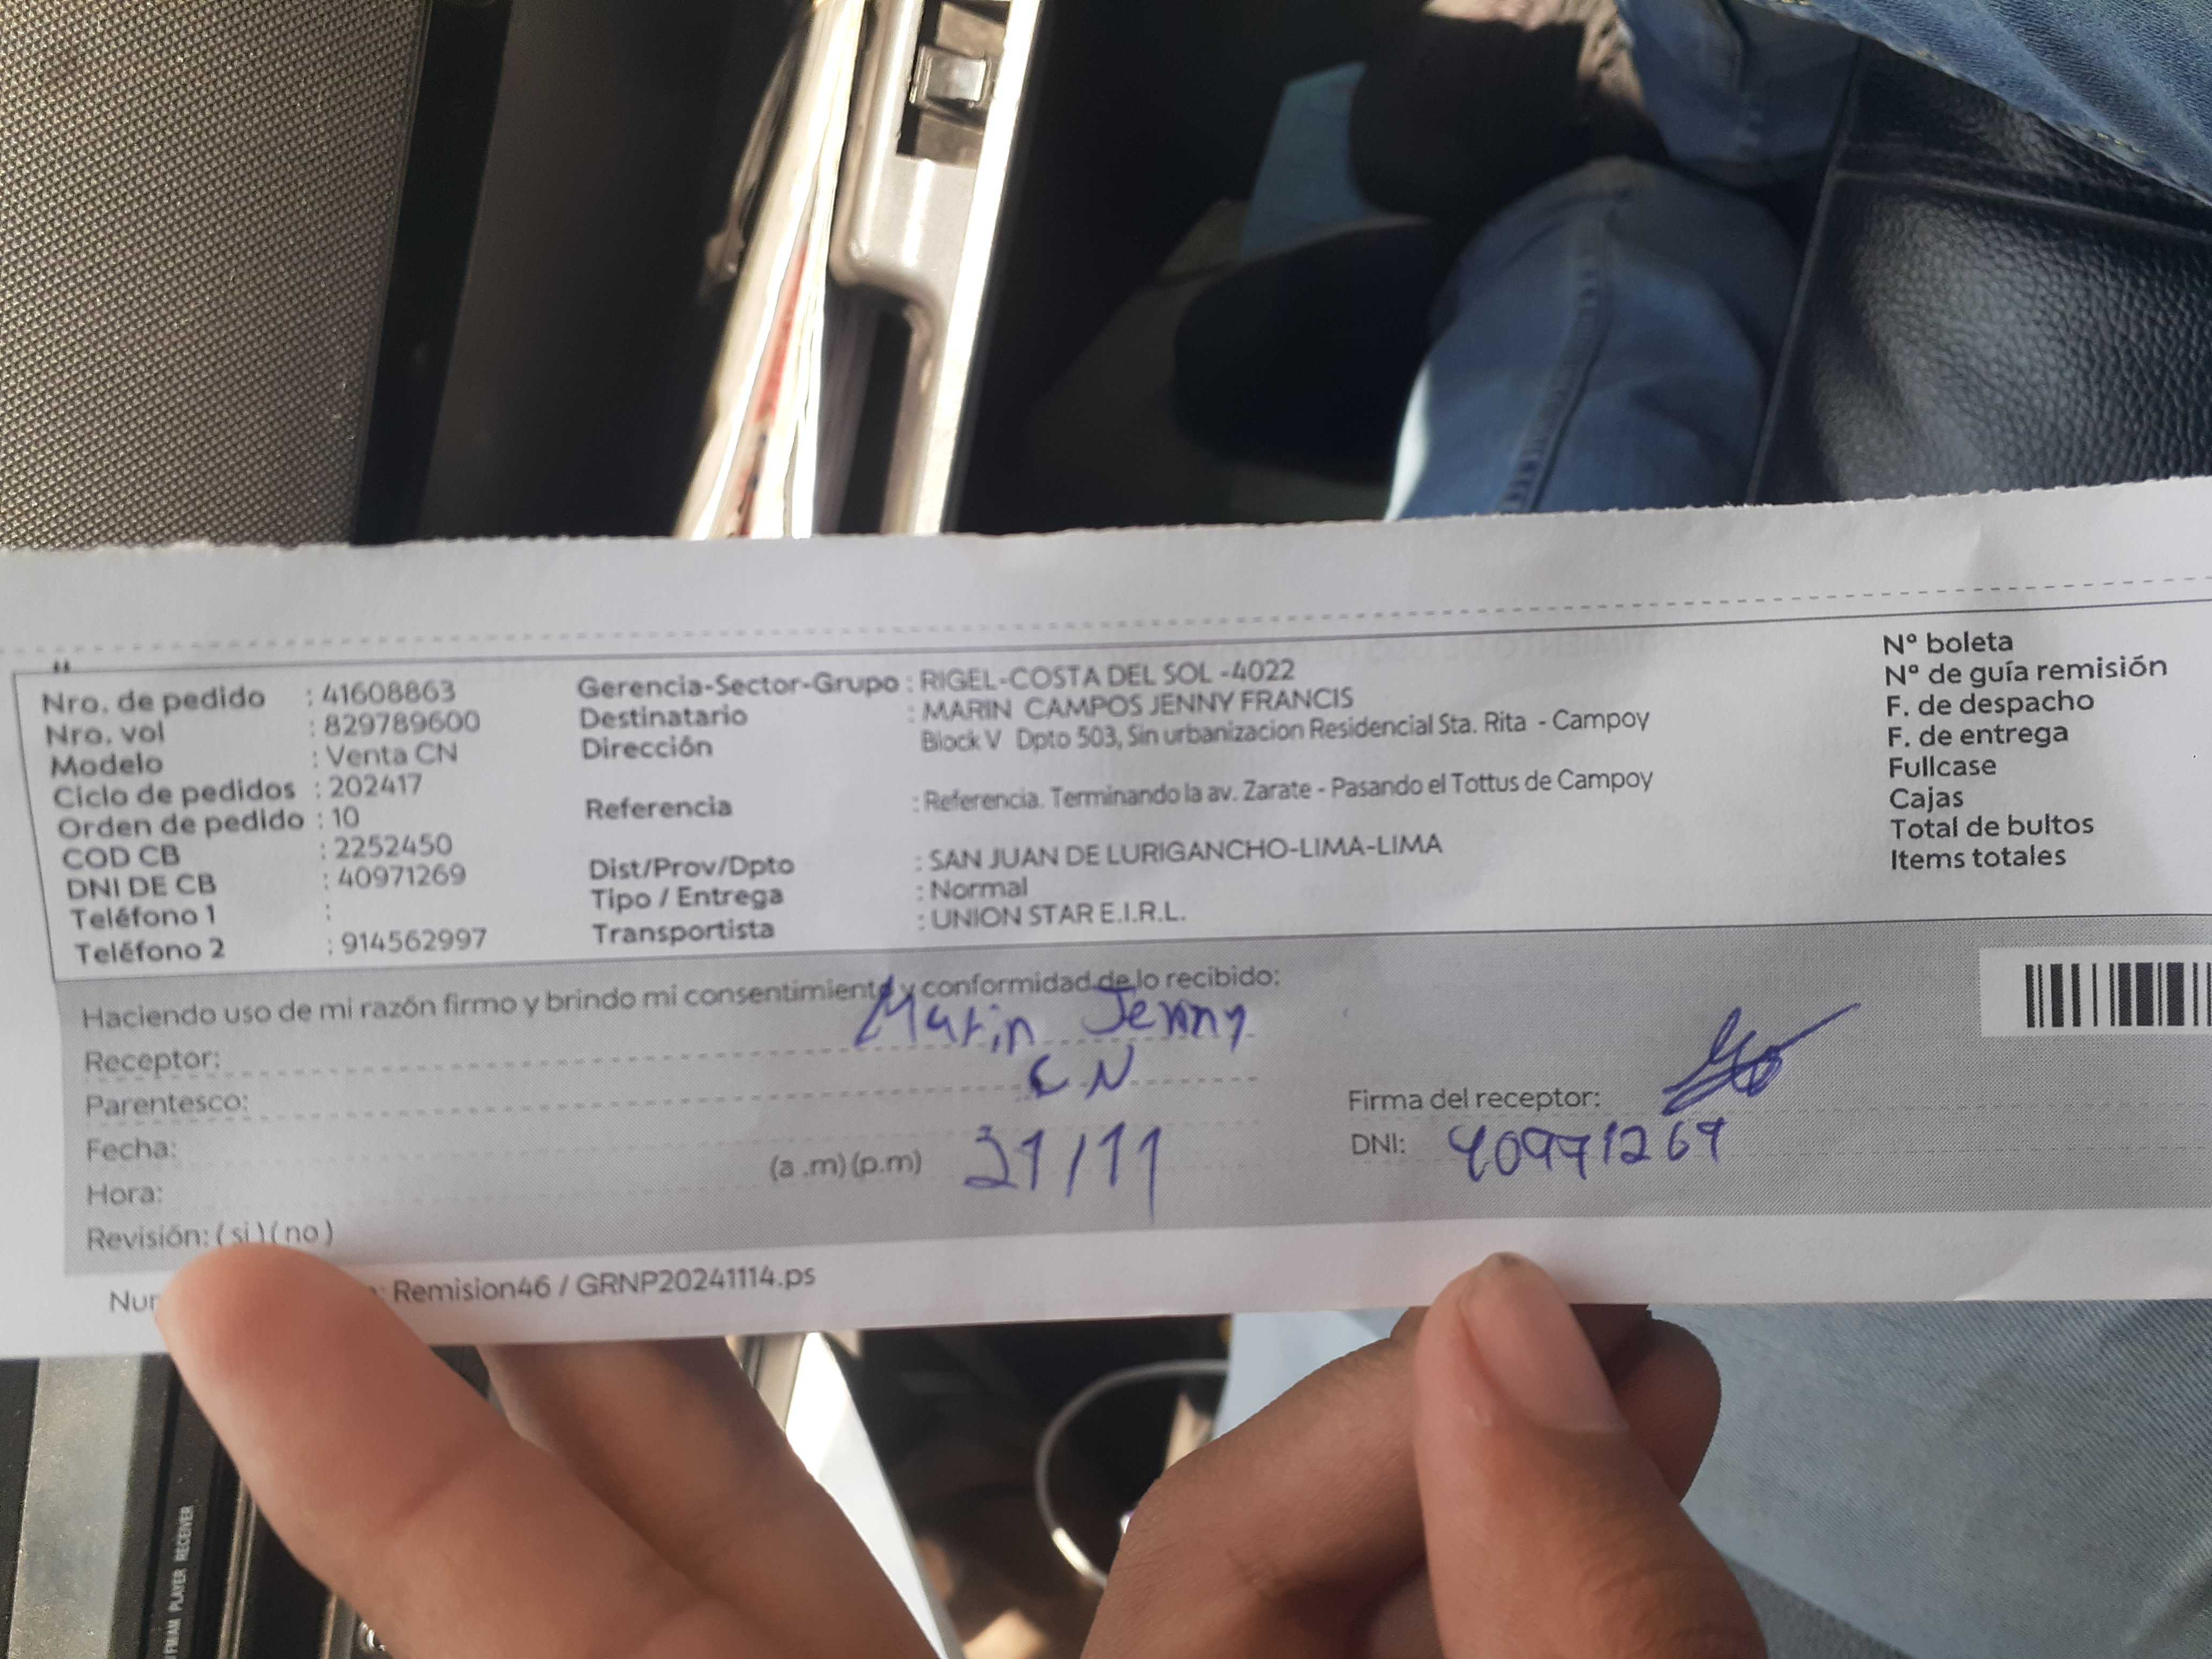 Nro. de pedido : 41608863
Nro. vol : 829789600
Modelo : Venta CN
Ciclo de pedidos : 202417
Orden de pedido : 10
COD CB : 2252450
DNI DE CB : 40971269
Teléfono 1 :
Teléfono 2 : 914562997
Gerencia-Sector-Grupo : RIGEL-COSTA DEL SOL -4022
Destinatario : MARIN CAMPOS JENNY FRANCIS
Dirección Block V Dpto 503, Sin urbanizacion Residencial Sta. Rita - Campoy
Referencia : Referencia. Terminando la av. Zarate - Pasando el Tottus de Campoy
Dist/Prov/Dpto : SAN JUAN DE LURIGANCHO-LIMA-LIMA
Tipo / Entrega : Normal
Transportista : UNION STAR E.I.R.L.
Nº boleta
Nº de guía remisión
F. de despacho
F. de entrega
Fullcase
Cajas
Total de bultos
Items totales
Haciendo uso de mi razón firmo y brindo mi consentimiento y conformidad de lo recibido:
Receptor: Marin Jenny
Parentesco: CN
Fecha: 21/11
Hora: (a .m) (p.m)
Revisión: ( si ) ( no )
Firma del receptor:
DNI: 40971269
: Remision46 / GRNP20241114.ps
PLAYER RECEIVER